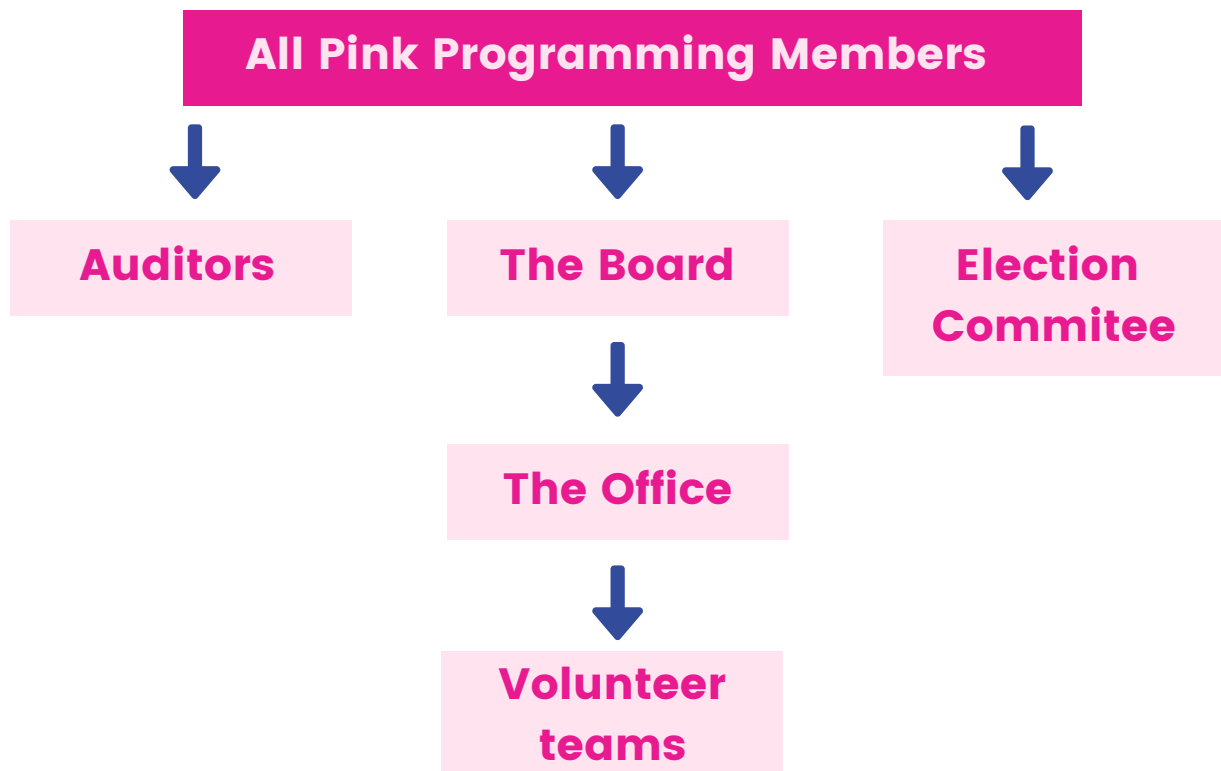 All Pink Programming Members
Auditors
The Board
Election
Commitee
The Office
Volunteer
teams